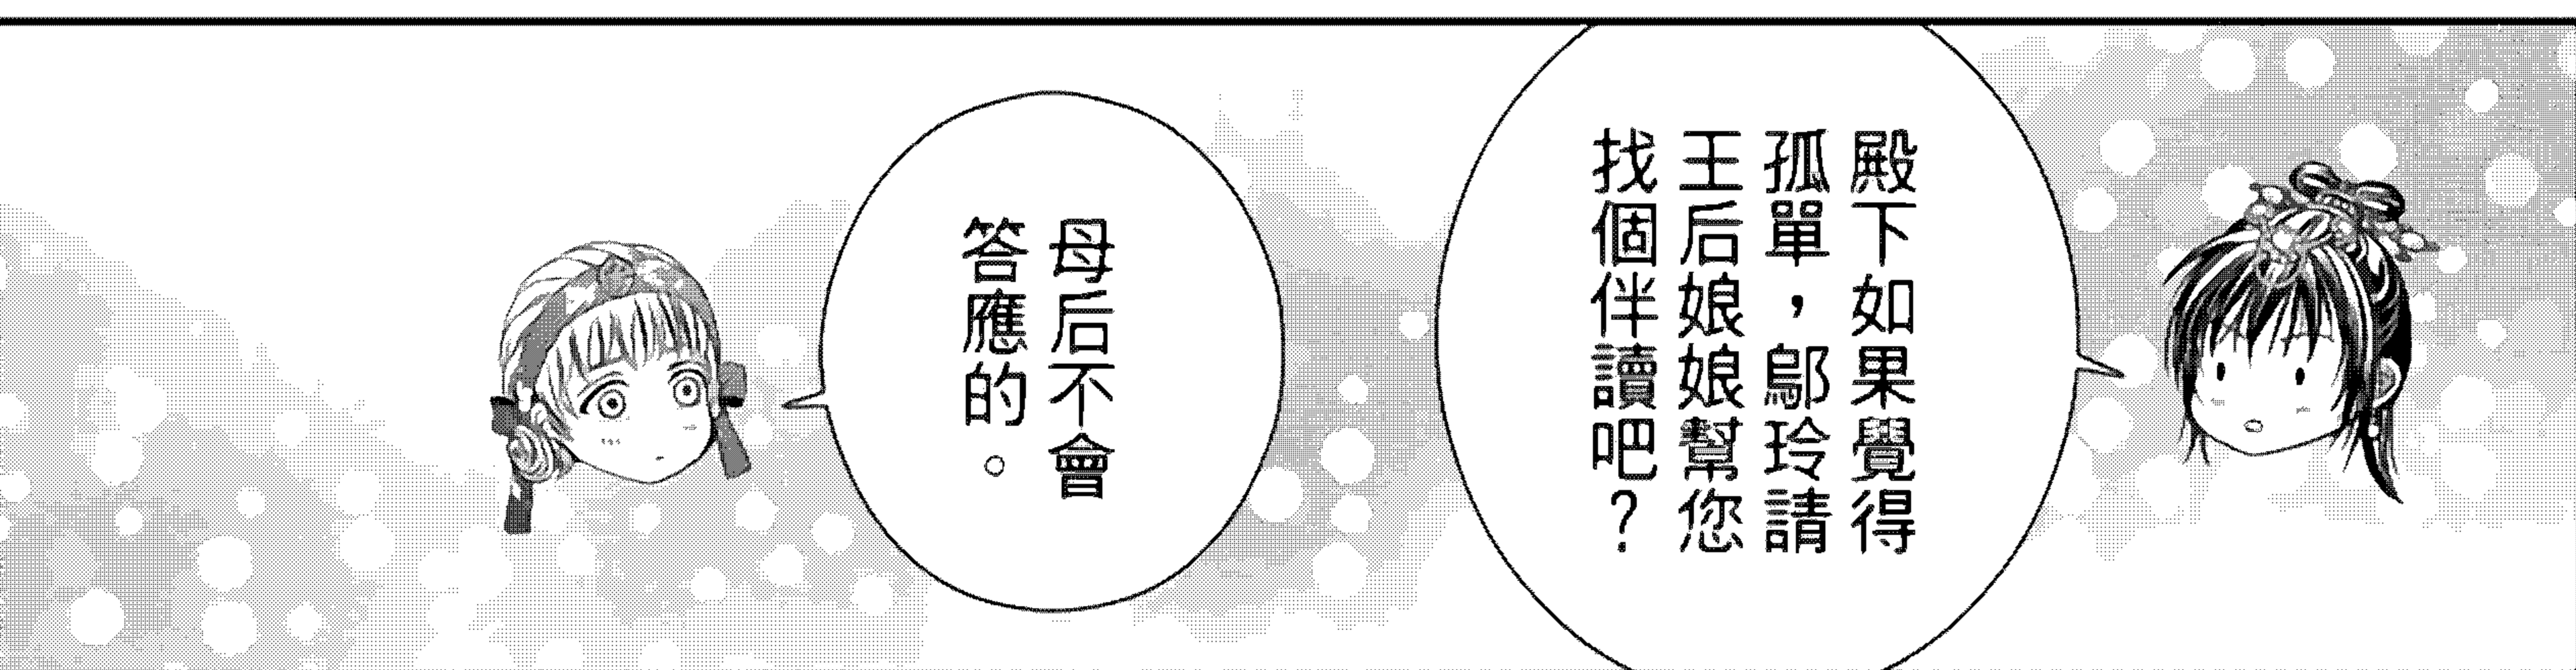 殿下如果覺得
孤單，鄔玲請
王后娘娘幫您
找個伴讀吧？
母后不會
答應的。